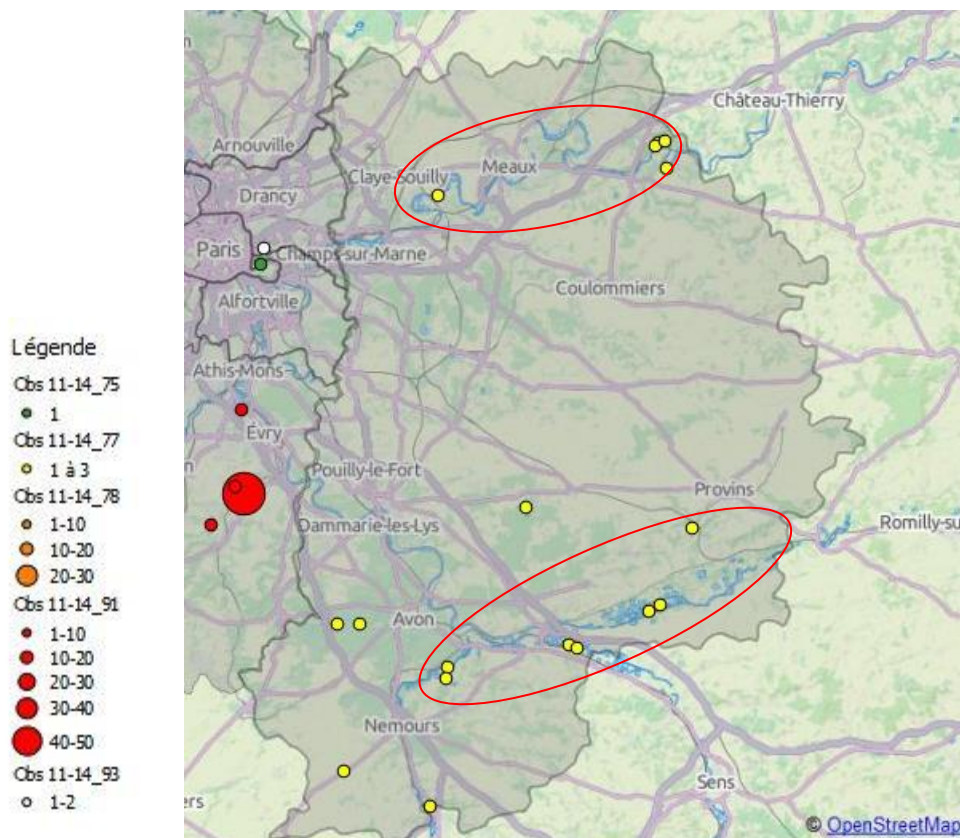 Légende
Obs 11-14_75
1
Obs 11-14_77
1 à 3
Obs 11-14_78
1-10
10-20
20-30
Obs 11-14_91
1-10
10-20
20-30
30-40
40-50
Obs 11-14_93
1-2
Château-Thierry
Arnouville
Meaux
Claye-Souilly
Drancy
Paris
Champs-sur-Marne
Coulommiers
Alfortville
Athis-Mons
Évry
Pouilly-le-Fort
Provins
Dammarie-les-Lys
Romilly-su
Avon
Nemours
Sens
ers
© OpenStreetMap